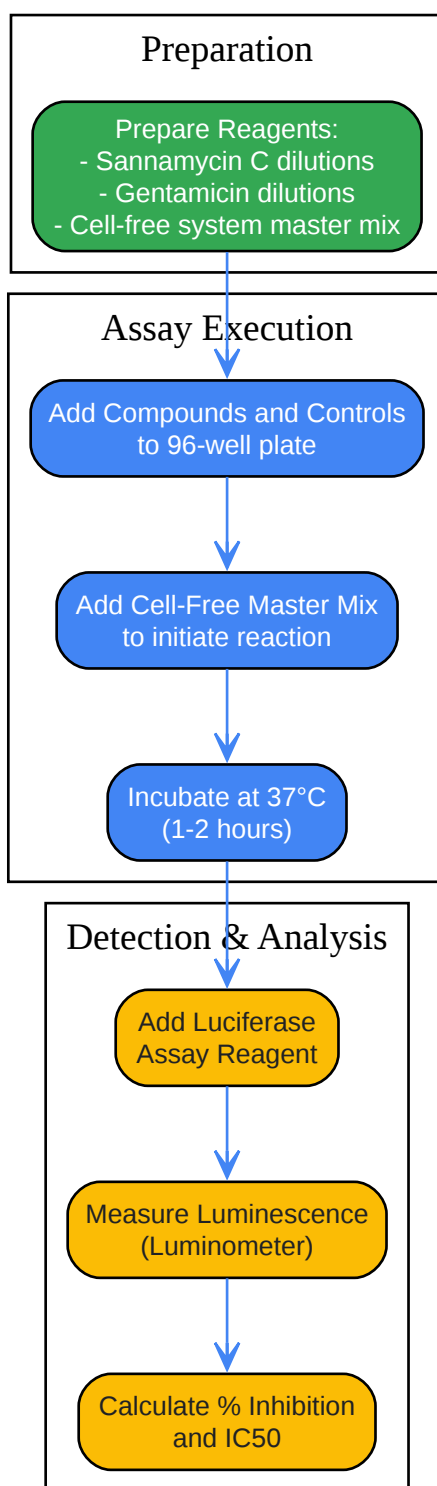 Preparation
Prepare Reagents:
- Sannamycin C dilutions
- Gentamicin dilutions
- Cell-free system master mix
Assay Execution
Add Compounds and Controls
to 96-well plate
Add Cell-Free Master Mix
to initiate reaction
Incubate at 37°C
(1-2 hours)
Detection & Analysis
Add Luciferase
Assay Reagent
Measure Luminescence
(Luminometer)
Calculate % Inhibition
and IC50